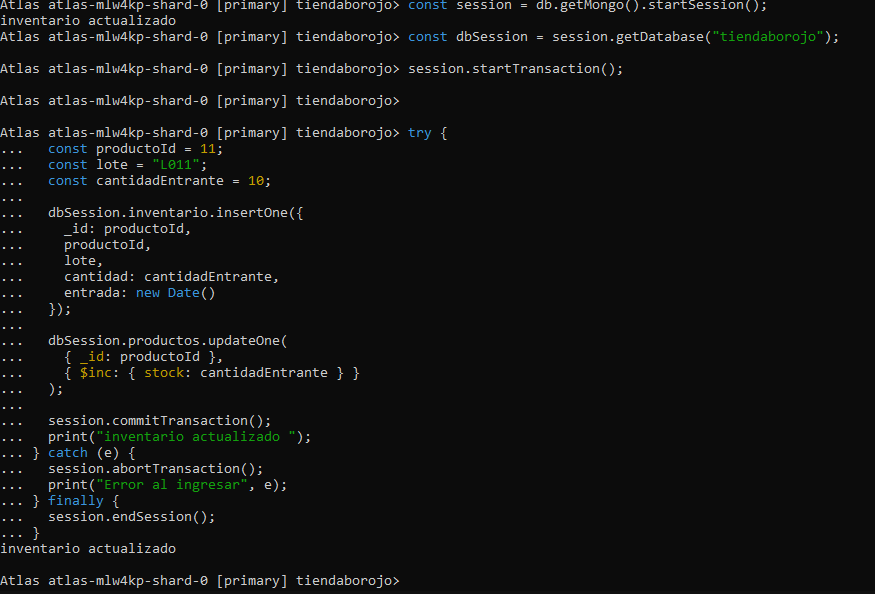 Atlas atlas-mlw4kp-shard-0 [primary] tiendaborojo> const session = db.getMongo().startSession();
inventario actualizado
Atlas atlas-mlw4kp-shard-0 [primary] tiendaborojo> const dbSession = session.getDatabase("tiendaborojo");
Atlas atlas-mlw4kp-shard-0 [primary] tiendaborojo> session.startTransaction();
Atlas atlas-mlw4kp-shard-0 [primary] tiendaborojo>
Atlas atlas-mlw4kp-shard-0 [primary] tiendaborojo> try {
...   const productoId = 11;
...   const lote = "L011";
...   const cantidadEntrante = 10;
...
...   dbSession.inventario.insertOne({
...     _id: productoId,
...     productoId,
...     lote,
...     cantidad: cantidadEntrante,
...     entrada: new Date()
...   });
...
...   dbSession.productos.updateOne(
...     { _id: productoId },
...     { $inc: { stock: cantidadEntrante } }
...   );
...
...   session.commitTransaction();
...   print("inventario actualizado ");
... } catch (e) {
...   session.abortTransaction();
...   print("Error al ingresar", e);
... } finally {
...   session.endSession();
... }
inventario actualizado
Atlas atlas-mlw4kp-shard-0 [primary] tiendaborojo>